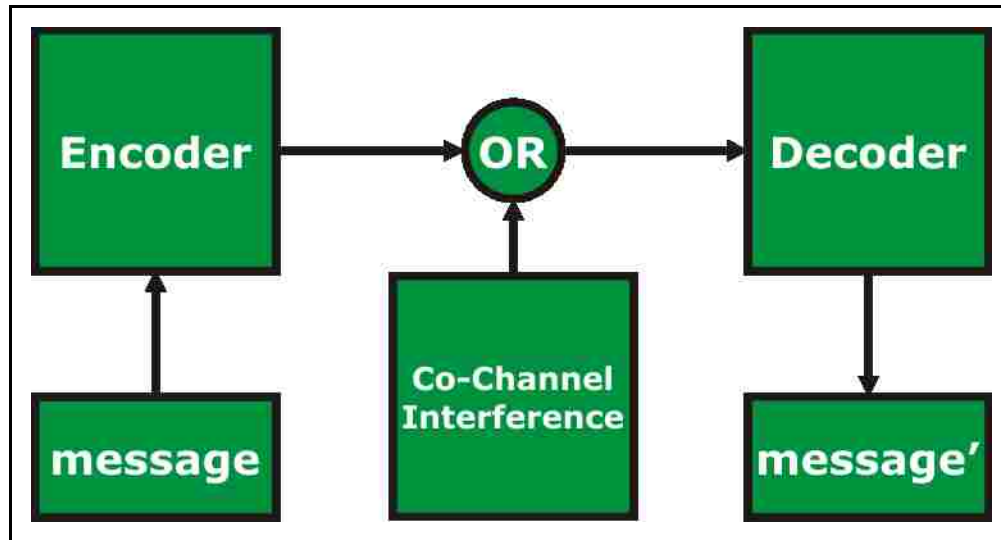 Encoder
OR
Decoder
Co-Channel
Interference
message
message’